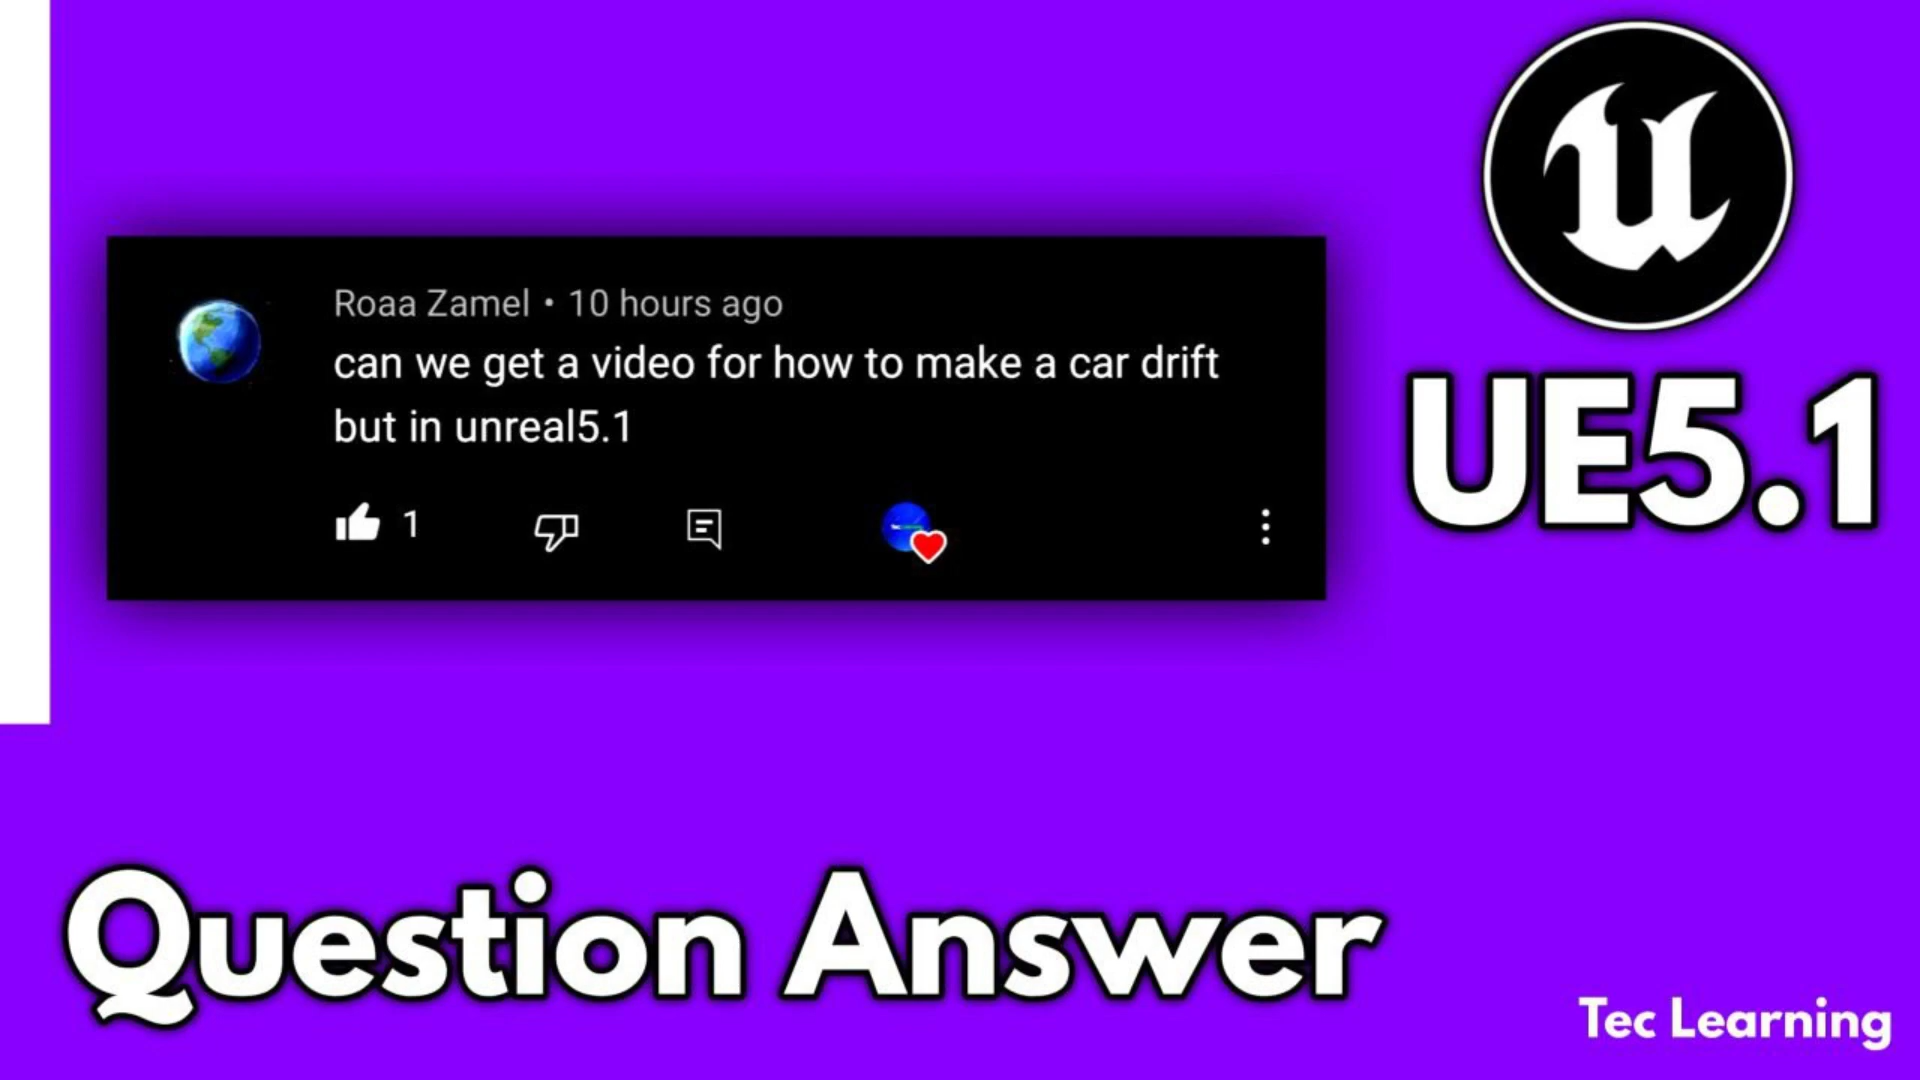 Roaa Zamel • 10 hours ago
can we get a video for how to make a car drift
but in unreal5.1
1
UE5.1
Question Answer
Tec Learning